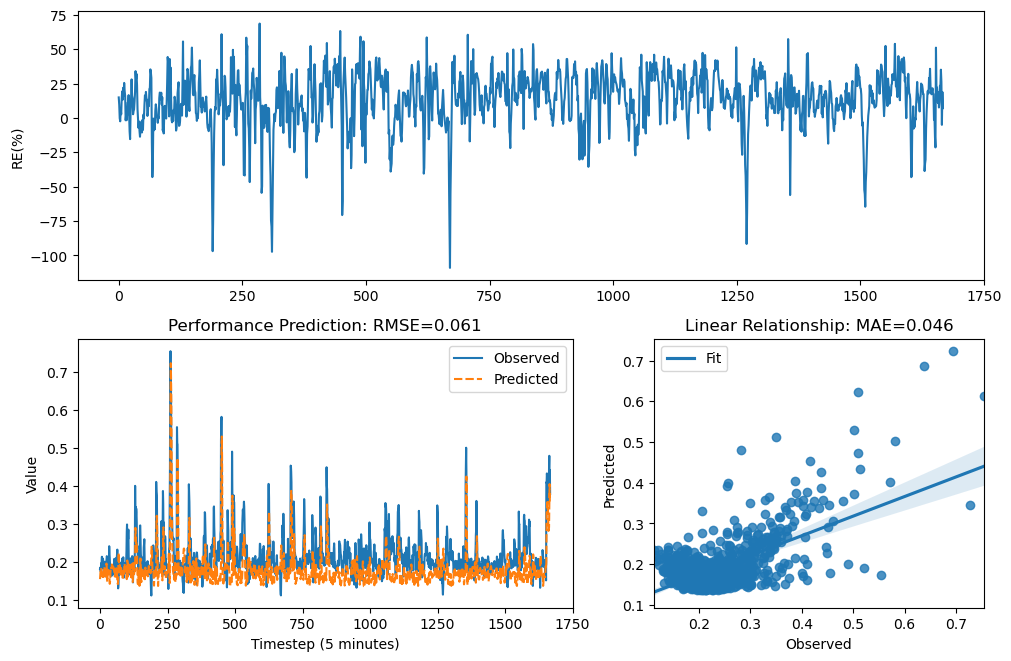 75
50
25
0
−25
−50
−75
−100
RE(%)
0 250 500 750 1000 1250 1500 1750
Performance Prediction: RMSE=0.061
Observed
Predicted
0.7
0.6
0.5
0.4
0.3
0.2
0.1
Value
0 250 500 750 1000 1250 1500 1750
Timestep (5 minutes)
Linear Relationship: MAE=0.046
Fit
0.7
0.6
0.5
0.4
0.3
0.2
0.1
Predicted
0.2 0.3 0.4 0.5 0.6 0.7
Observed